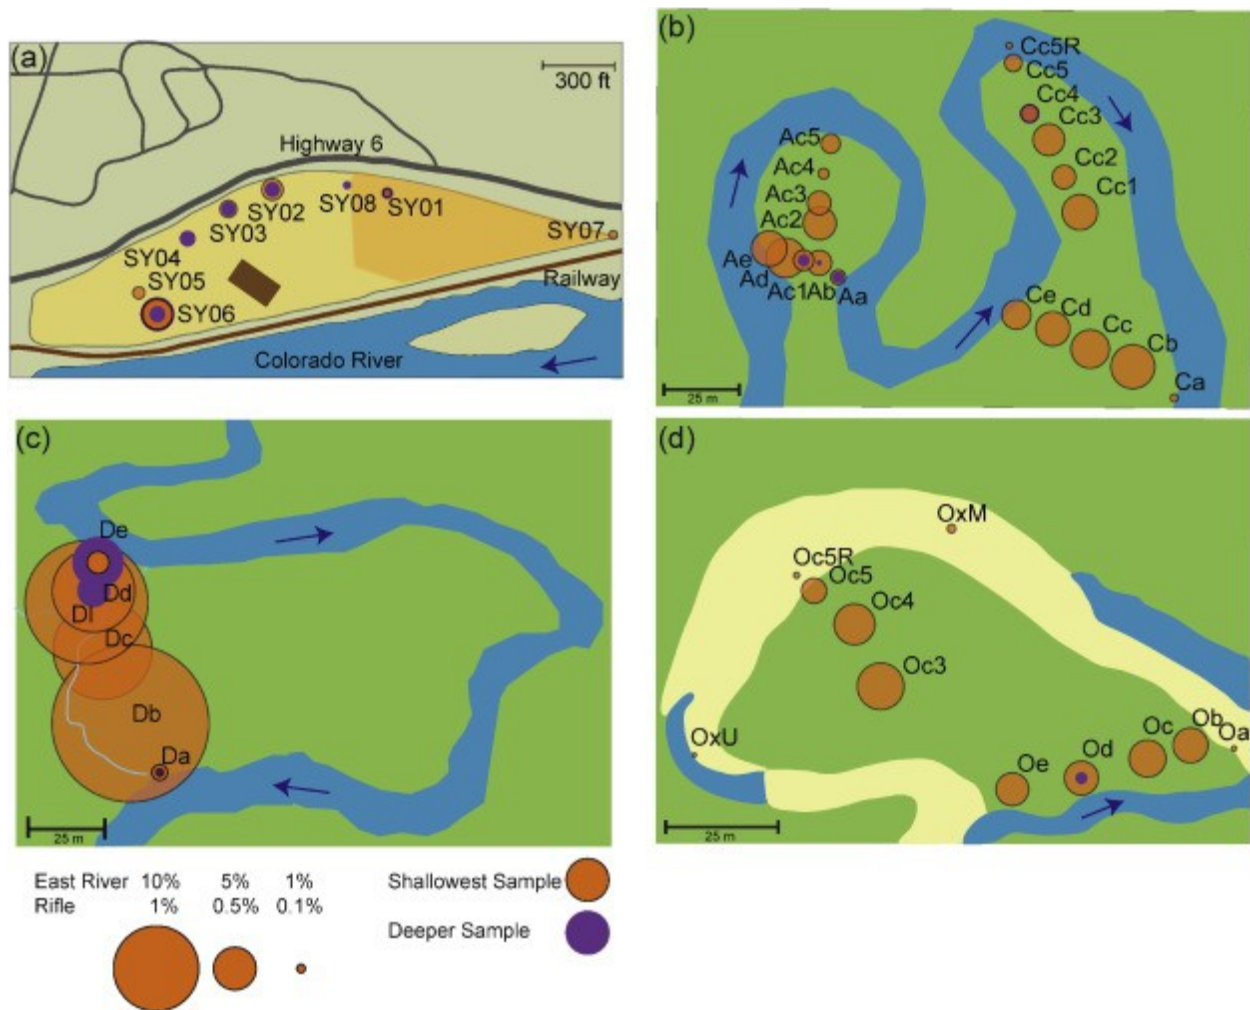 (a)
300 ft
Highway 6
SY02
SY08
SY01
SY03
SY07
SY04
SY05
SY06
Railway
Colorado River
(b)
Cc5R
Cc5
Cc4
Cc3
Cc2
Cc1
Ac5
Ac4
Ac3
Ac2
Ae
Ad
Ac1
Ab
Aa
Ce
Cd
Cc
Cb
Ca
25 m
(c)
De
Dd
DI
Dc
Db
Da
25 m
(d)
OxM
Oc5R
Oc5
Oc4
Oc3
OxU
Oe
Od
Oc
Ob
Oa
25 m
East River 10% 5% 1%
Rifle 1% 0.5% 0.1%
Shallowest Sample
Deeper Sample